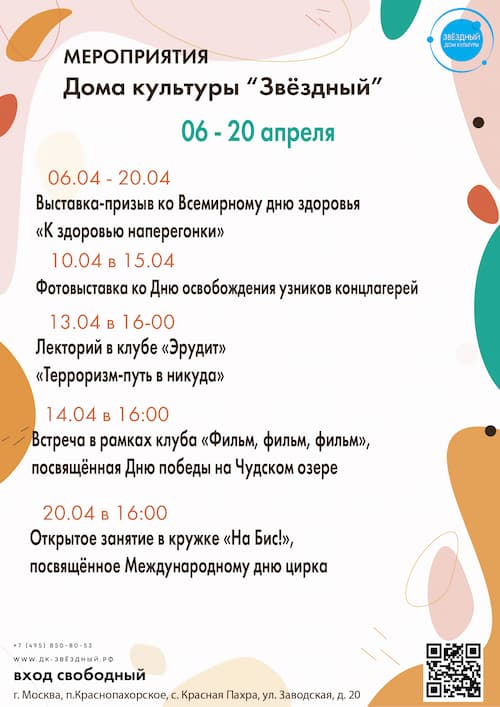 ЗВЁЗДНЫЙ
ДОМ КУЛЬТУРЫ
МЕРОПРИЯТИЯ
Дома культуры “Звёздный”
06 - 20 апреля
06.04 - 20.04
Выставка-призыв ко Всемирному дню здоровья
«К здоровью наперегонки»
10.04 в 15.04
Фотовыставка ко Дню освобождения узников концлагерей
13.04 в 16-00
Лекторий в клубе «Эрудит»
«Терроризм-путь в никуда»
14.04 в 16:00
Встреча в рамках клуба «Фильм, фильм, фильм»,
посвящённая Дню победы на Чудском озере
20.04 в 16:00
Открытое занятие в кружке «На Бис!»,
посвящённое Международному дню цирка
+7 (495) 850-80-53
WWW.ДК-ЗВЁЗДНЫЙ.РФ
вход свободный
г. Москва, п.Краснопахорское, с. Красная Пахра, ул. Заводская, д. 20